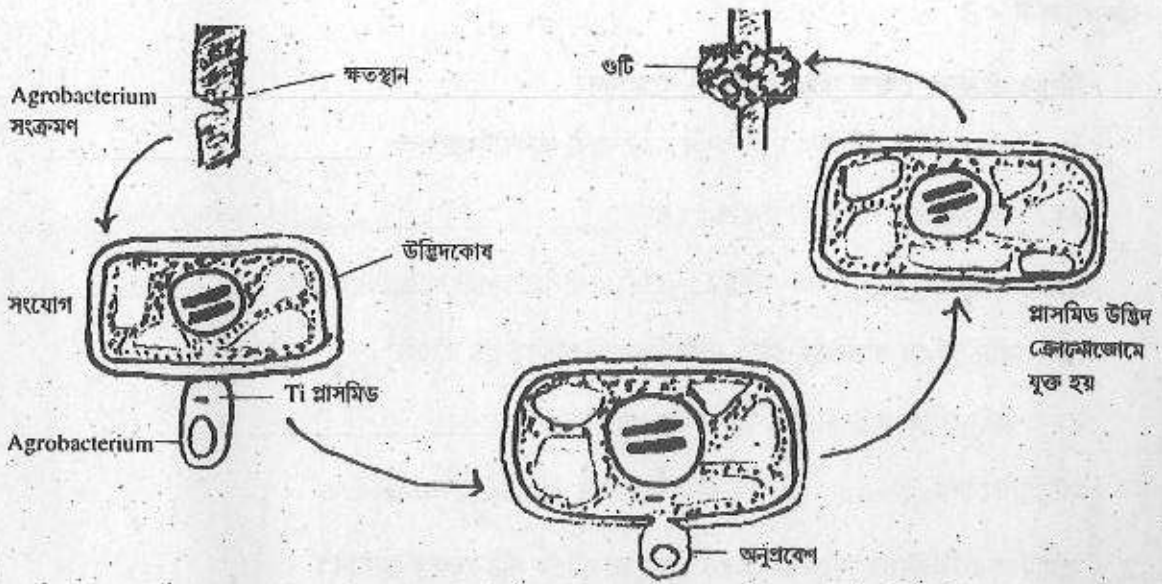 ক্ষতস্থান
Agrobacterium
সংক্রমণ
গুটি
উদ্ভিদকোষ
সংযোগ
Ti প্লাসমিড
Agrobacterium
অনুপ্রবেশ
প্লাসমিড উদ্ভিদ
ক্রোমোজোমে
যুক্ত হয়